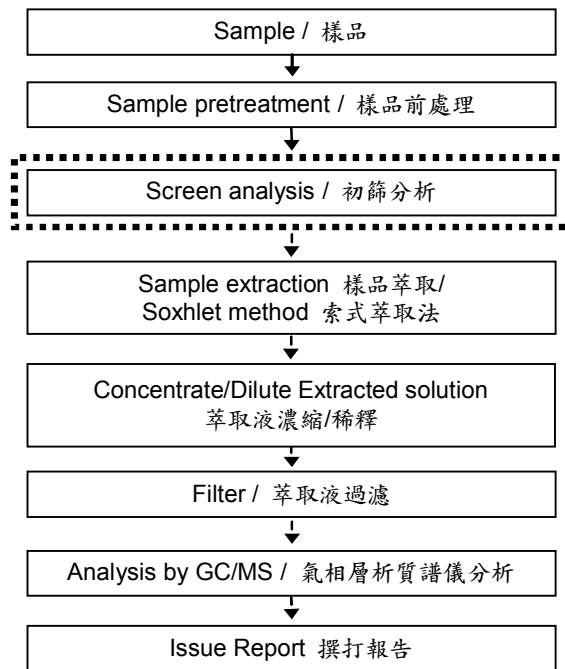 Sample / 樣品
Sample pretreatment / 樣品前處理
Screen analysis / 初篩分析
Sample extraction 樣品萃取/
Soxhlet method 索式萃取法
Concentrate/Dilute Extracted solution
萃取液濃縮/稀釋
Filter / 萃取液過濾
Analysis by GC/MS / 氣相層析質譜儀分析
Issue Report 撰打報告